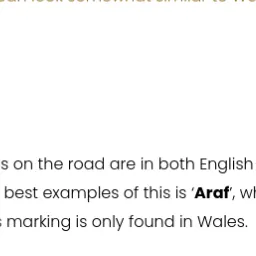 s on the road are in both English
best examples of this is ‘Araf’, wh
marking is only found in Wales.